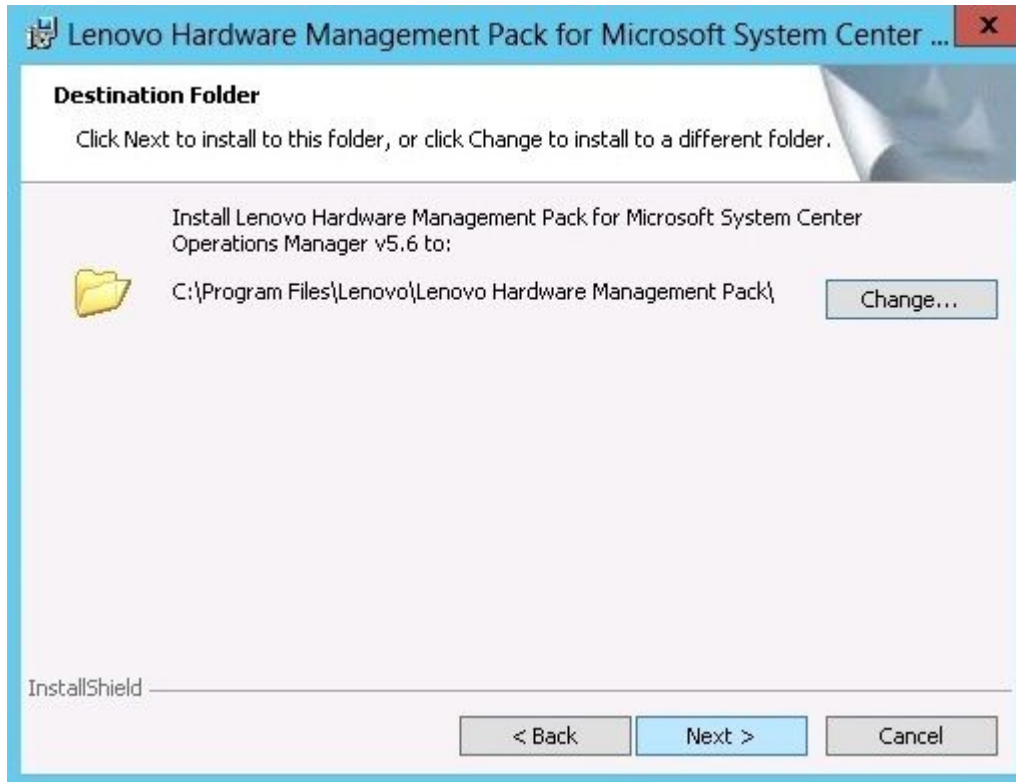 Lenovo Hardware Management Pack for Microsoft System Center ...
x
Destination Folder
Click Next to install to this folder, or click Change to install to a different folder.
Install Lenovo Hardware Management Pack for Microsoft System Center
Operations Manager v5.6 to:
C:\Program Files\Lenovo\Lenovo Hardware Management Pack\
Change...
InstallShield
< Back
Next >
Cancel